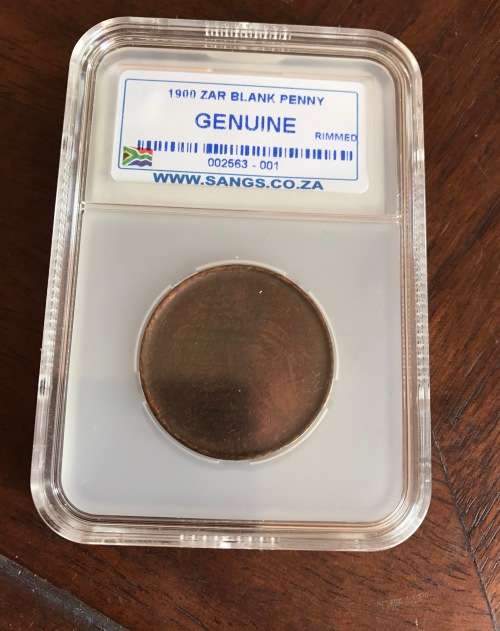 1900 ZAR BLANK PENNY
GENUINE
RIMMED
002563 - 001
WWW.SANGS.CO.ZA